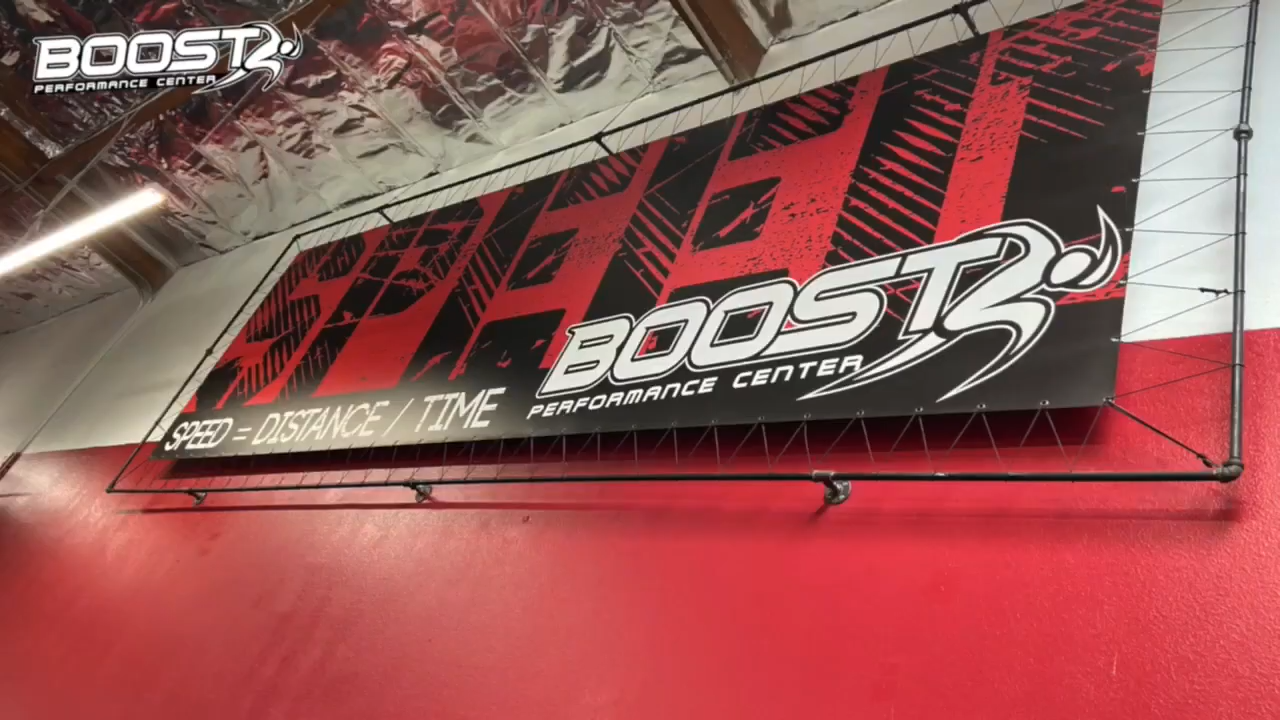 BOOST
PERFORMANCE CENTER
SPEED
BOOST
PERFORMANCE CENTER
SPEED = DISTANCE / TIME